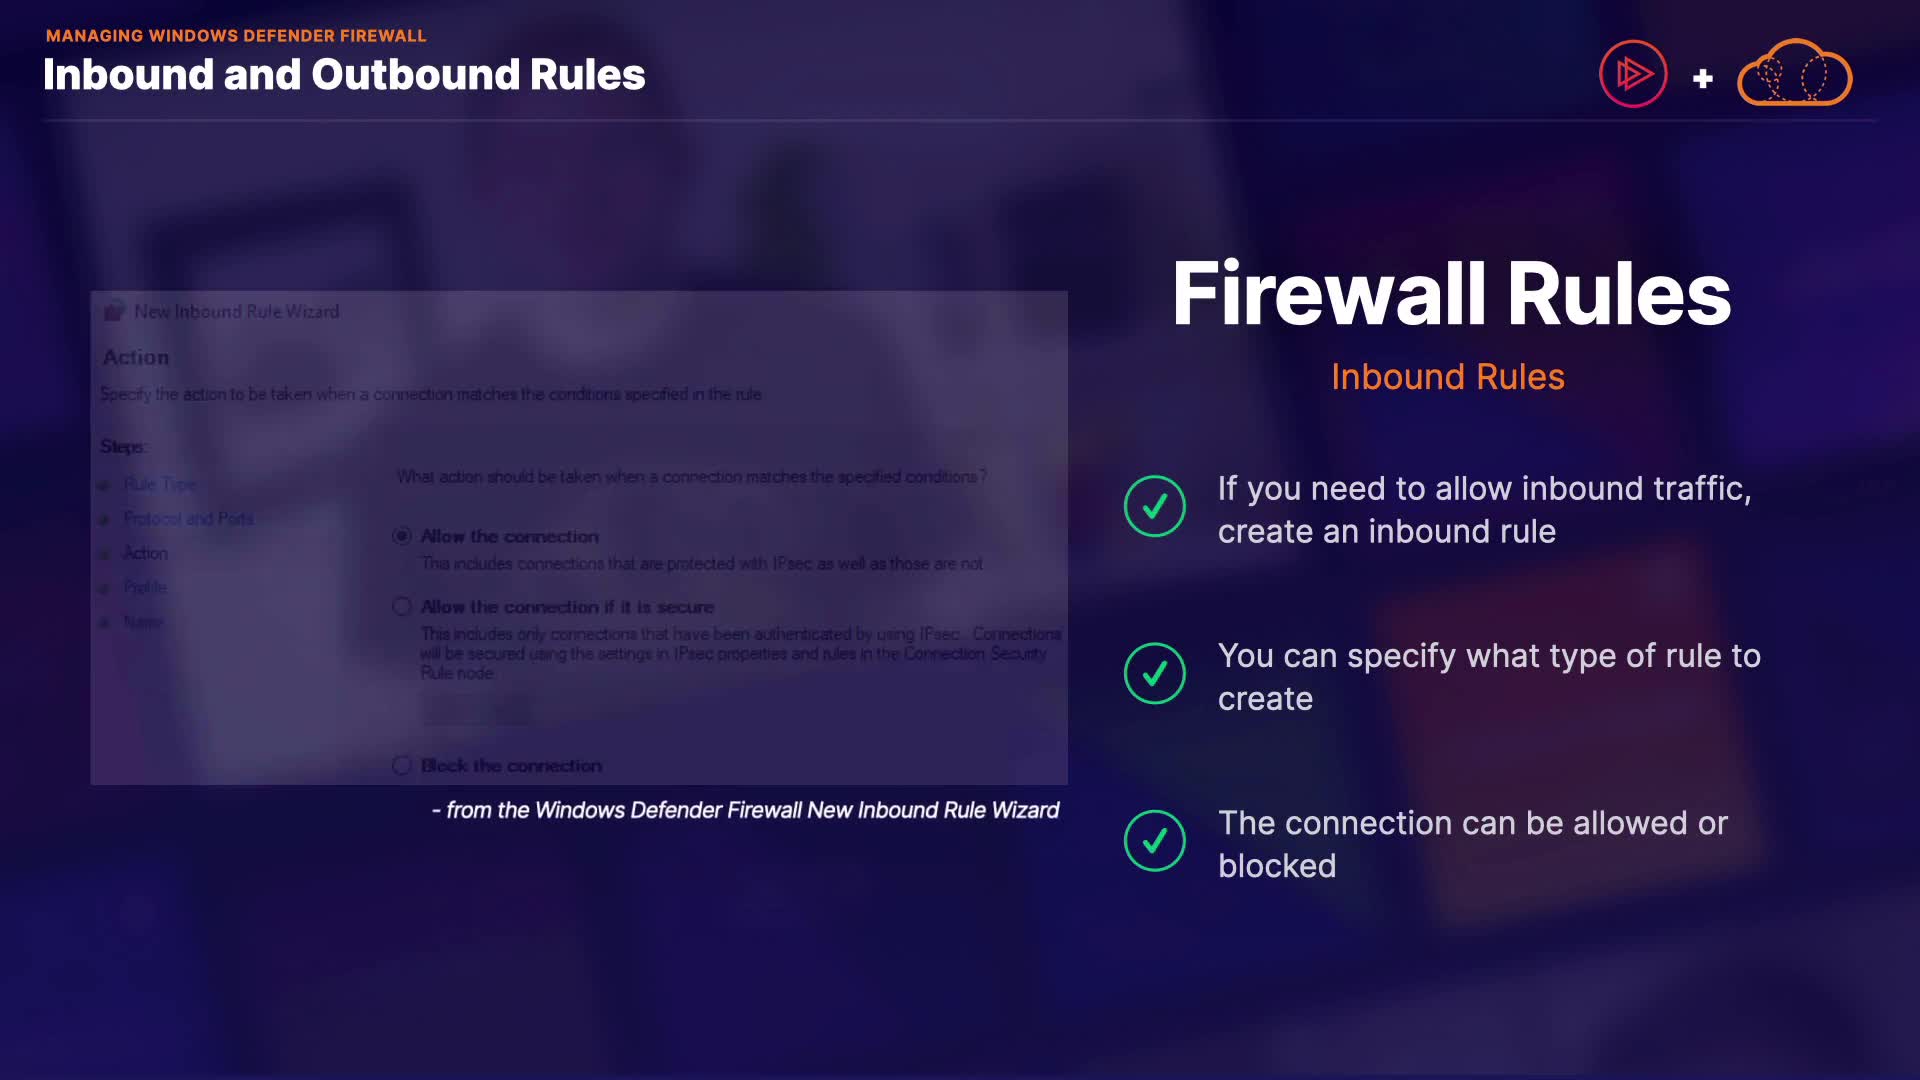 MANAGING WINDOWS DEFENDER FIREWALL
Inbound and Outbound Rules
New Inbound Rule Wizard
Action
Specify the action to be taken when a connection matches the conditions specified in the rule
Steps:
Rule Type
Protocol and Ports
Action
Profile
Name
What action should be taken when a connection matches the specified conditions?
Allow the connection
This includes connections that are protected with IPsec as well as those are not
Allow the connection if it is secure
This includes only connections that have been authenticated by using IPsec. Connections
will be secured using the settings in IPsec properties and rules in the Connection Security
Rule node.
Block the connection
- from the Windows Defender Firewall New Inbound Rule Wizard
Firewall Rules
Inbound Rules
If you need to allow inbound traffic,
create an inbound rule
You can specify what type of rule to
create
The connection can be allowed or
blocked